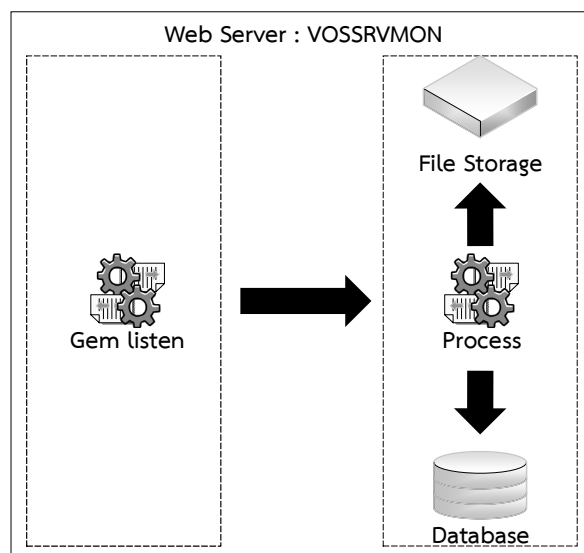 Web Server : VOSSRVMON
File Storage
Gem listen
Process
Database